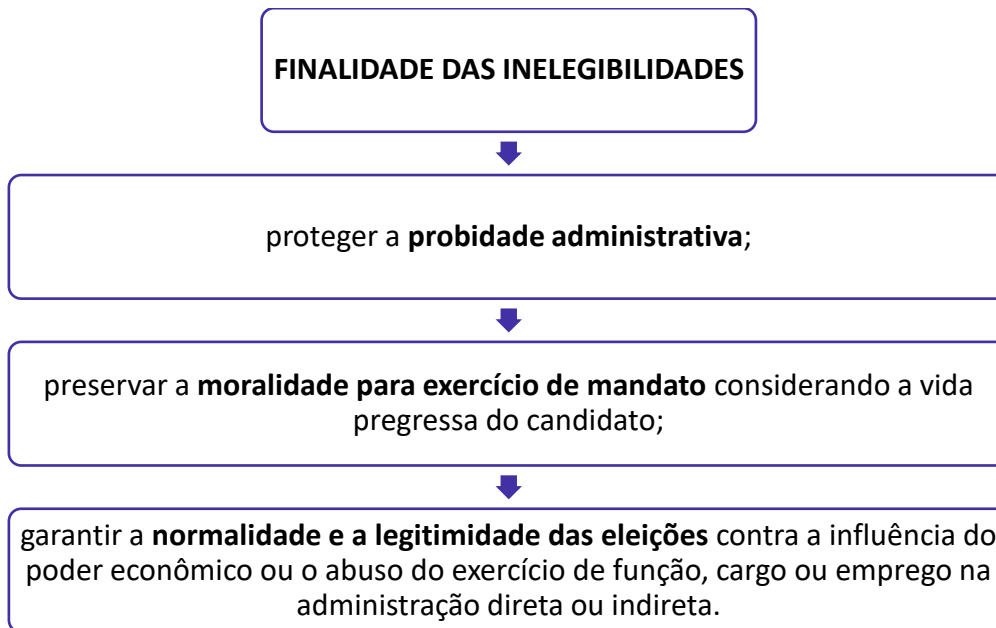 FINALIDADE DAS INELEGIBILIDADES
proteger a probidade administrativa;
preservar a moralidade para exercício de mandato considerando a vida
pregressa do candidato;
garantir a normalidade e a legitimidade das eleições contra a influência do
poder econômico ou o abuso do exercício de função, cargo ou emprego na
administração direta ou indireta.